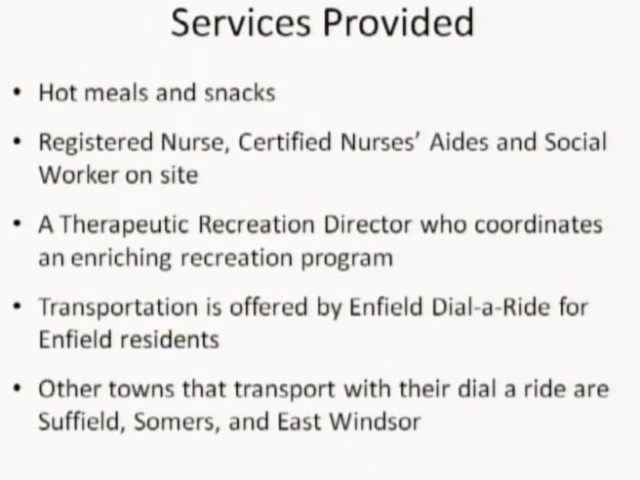 Services Provided
• Hot meals and snacks
• Registered Nurse, Certified Nurses’ Aides and Social
Worker on site
• A Therapeutic Recreation Director who coordinates
an enriching recreation program
• Transportation is offered by Enfield Dial-a-Ride for
Enfield residents
• Other towns that transport with their dial a ride are
Suffield, Somers, and East Windsor